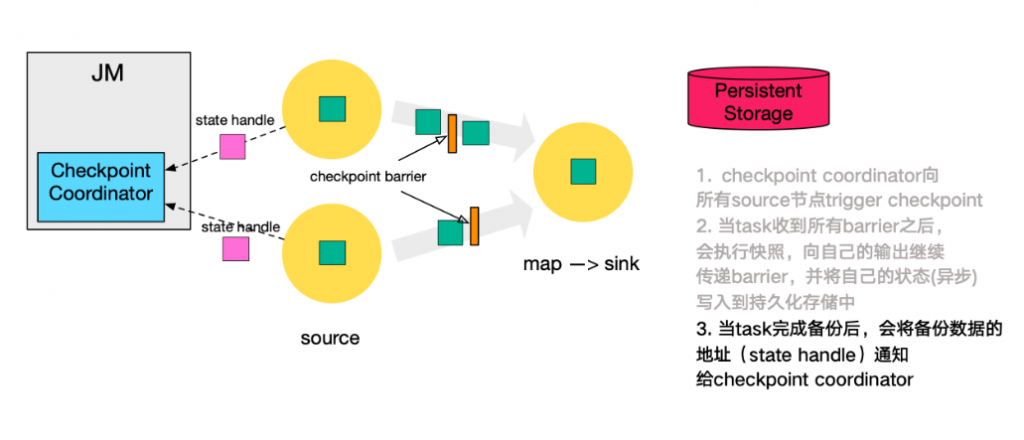 JM
Checkpoint
Coordinator
state handle
state handle
checkpoint barrier
source
map —> sink
Persistent
Storage
1. checkpoint coordinator向
所有source节点trigger checkpoint
2. 当task收到所有barrier之后，
会执行快照，向自己的输出继续
传递barrier，并将自己的状态(异步)
写入到持久化存储中
3. 当task完成备份后，会将备份数据的
地址（state handle）通知
给checkpoint coordinator